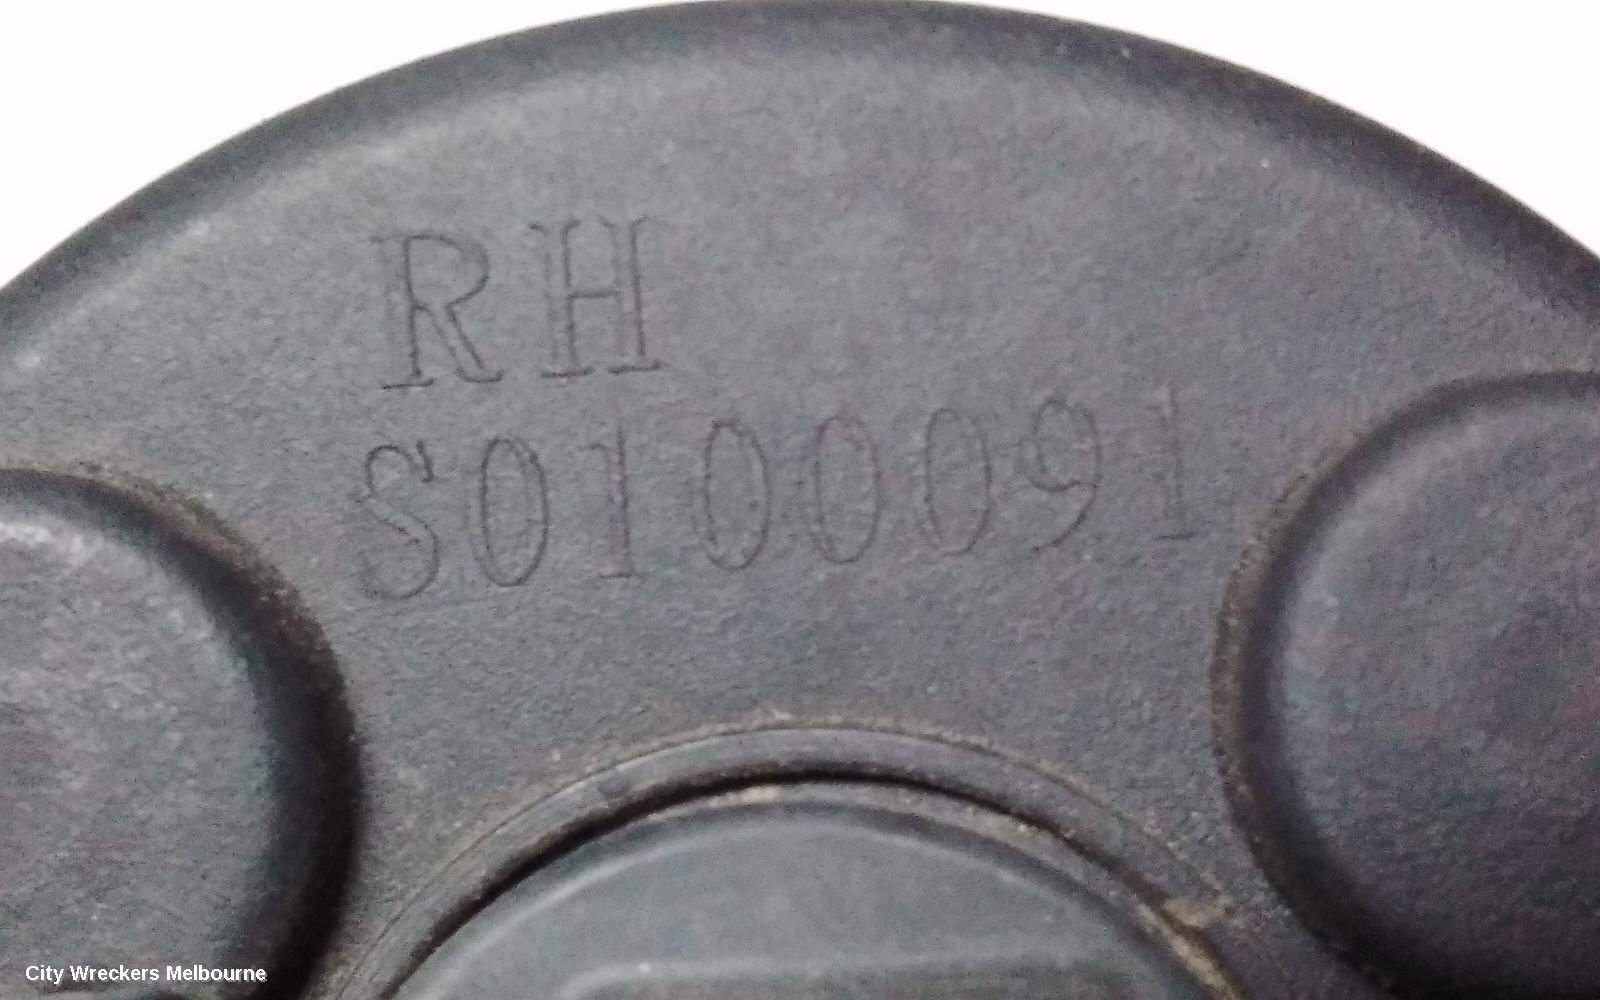 RH
S0100091
City Wreckers Melbourne